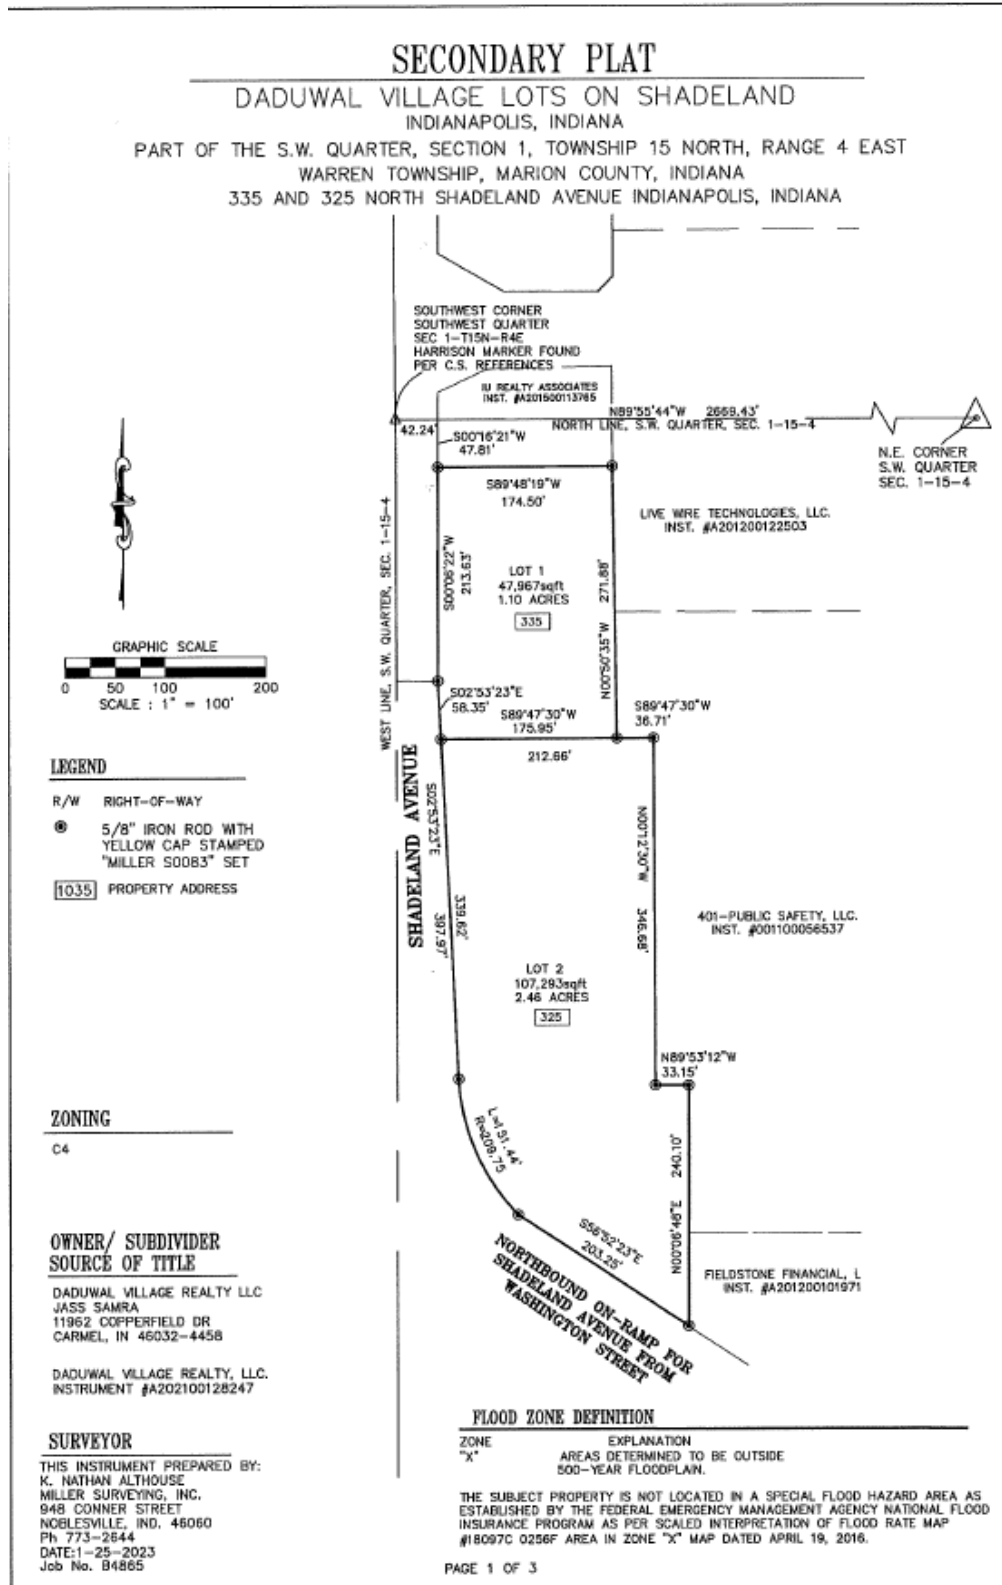 SECONDARY PLAT
DADUWAL VILLAGE LOTS ON SHADELAND
INDIANAPOLIS, INDIANA
PART OF THE S.W. QUARTER, SECTION 1, TOWNSHIP 15 NORTH, RANGE 4 EAST
WARREN TOWNSHIP, MARION COUNTY, INDIANA
335 AND 325 NORTH SHADELAND AVENUE INDIANAPOLIS, INDIANA
SOUTHWEST CORNER
SOUTHWEST QUARTER
SEC 1-T15N-R4E
HARRISON MARKER FOUND
PER C.S. REFERENCES
IU REALTY ASSOCIATES
INST. #A201500113765
N89°55'44"W 2669.43'
NORTH LINE, S.W. QUARTER, SEC. 1-15-4
42.24'
S00°16'21"W
47.81'
N.E. CORNER
S.W. QUARTER
SEC. 1-15-4
S89°48'19"W
174.50'
LIVE WIRE TECHNOLOGIES, LLC.
INST. #A201200122503
WEST LINE, S.W. QUARTER, SEC. 1-15-4
S00°06'22"W
213.63'
LOT 1
47,967sqft
1.10 ACRES
335
N00°50'35"W 271.88'
GRAPHIC SCALE
0 50 100 200
SCALE : 1" = 100'
S02°53'23"E
58.35'
S89°47'30"W
175.95'
S89°47'30"W
36.71'
212.66'
LEGEND
R/W RIGHT-OF-WAY
5/8" IRON ROD WITH
YELLOW CAP STAMPED
"MILLER S0083" SET
1035 PROPERTY ADDRESS
SHADELAND AVENUE
S02°53'23"E 339.62'
397.97'
N00°12'30"W 346.68'
401-PUBLIC SAFETY, LLC.
INST. #001100056537
LOT 2
107,293sqft
2.46 ACRES
325
N89°53'12"W
33.15'
L=151.44'
R=209.75
N00°06'48"E 240.10'
S56°52'23"E
203.25'
NORTHBOUND ON-RAMP FOR
SHADELAND AVENUE FROM
WASHINGTON STREET
FIELDSTONE FINANCIAL, L
INST. #A201200101971
ZONING
C4
OWNER/ SUBDIVIDER
SOURCE OF TITLE
DADUWAL VILLAGE REALTY LLC
JASS SAMRA
11962 COPPERFIELD DR
CARMEL, IN 46032-4458
DADUWAL VILLAGE REALTY, LLC.
INSTRUMENT #A202100128247
SURVEYOR
THIS INSTRUMENT PREPARED BY:
K. NATHAN ALTHOUSE
MILLER SURVEYING, INC.
948 CONNER STREET
NOBLESVILLE, IND. 46060
Ph 773-2644
DATE:1-25-2023
Job No. B4865
FLOOD ZONE DEFINITION
ZONE EXPLANATION
"X" AREAS DETERMINED TO BE OUTSIDE
500-YEAR FLOODPLAIN.
THE SUBJECT PROPERTY IS NOT LOCATED IN A SPECIAL FLOOD HAZARD AREA AS
ESTABLISHED BY THE FEDERAL EMERGENCY MANAGEMENT AGENCY NATIONAL FLOOD
INSURANCE PROGRAM AS PER SCALED INTERPRETATION OF FLOOD RATE MAP
#18097C 0256F AREA IN ZONE "X" MAP DATED APRIL 19, 2016.
PAGE 1 OF 3